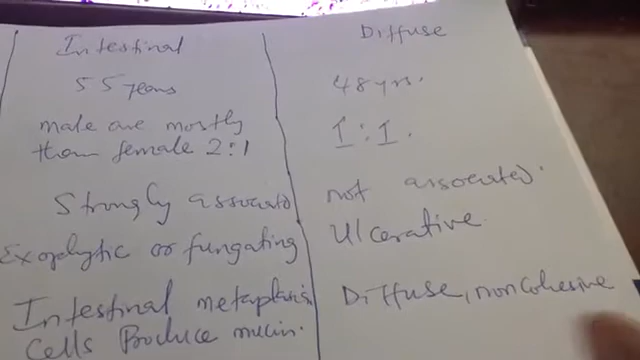 Intestinal
55 years
male are mostly
than female 2:1
Strongly associated
Exophytic or fungating
Intestinal metaplasia
Cells Produce mucin.
Diffuse
48 yrs.
1:1.
not associated.
Ulcerative
Diffuse, noncohesive